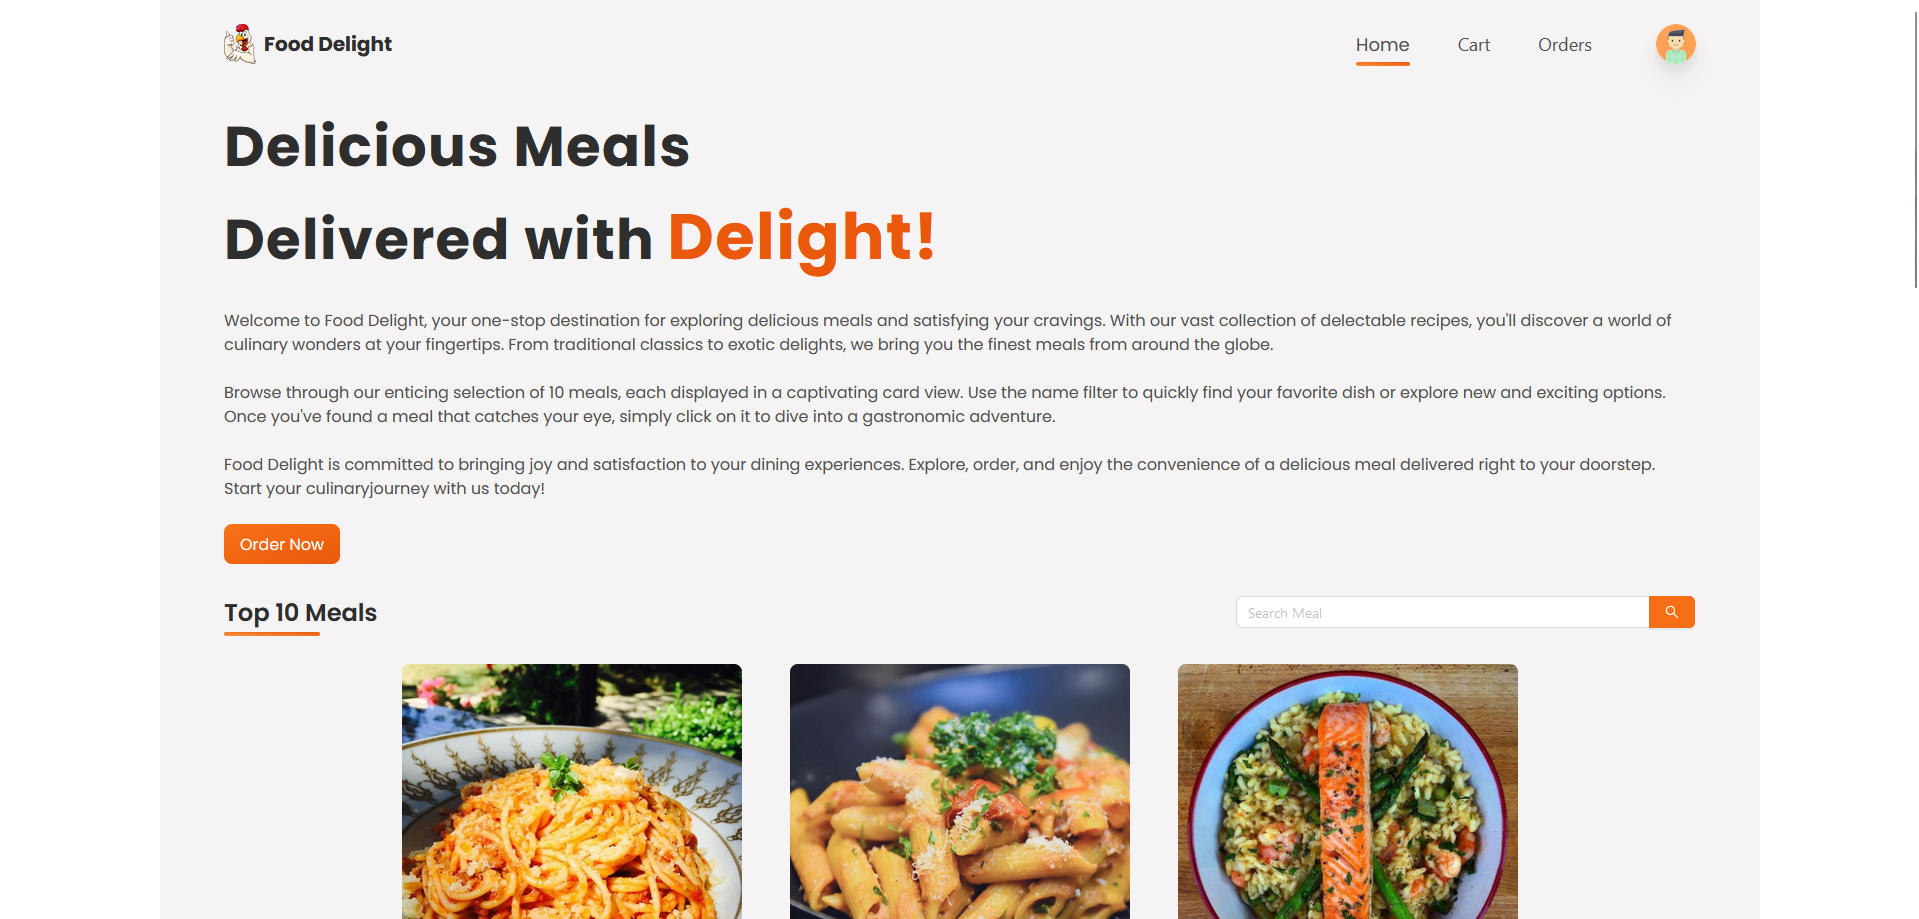 Food Delight
Home
Cart
Orders
Delicious Meals
Delivered with Delight!
Welcome to Food Delight, your one-stop destination for exploring delicious meals and satisfying your cravings. With our vast collection of delectable recipes, you'll discover a world of
culinary wonders at your fingertips. From traditional classics to exotic delights, we bring you the finest meals from around the globe.
Browse through our enticing selection of 10 meals, each displayed in a captivating card view. Use the name filter to quickly find your favorite dish or explore new and exciting options.
Once you've found a meal that catches your eye, simply click on it to dive into a gastronomic adventure.
Food Delight is committed to bringing joy and satisfaction to your dining experiences. Explore, order, and enjoy the convenience of a delicious meal delivered right to your doorstep.
Start your culinaryjourney with us today!
Order Now
Top 10 Meals
Search Meal